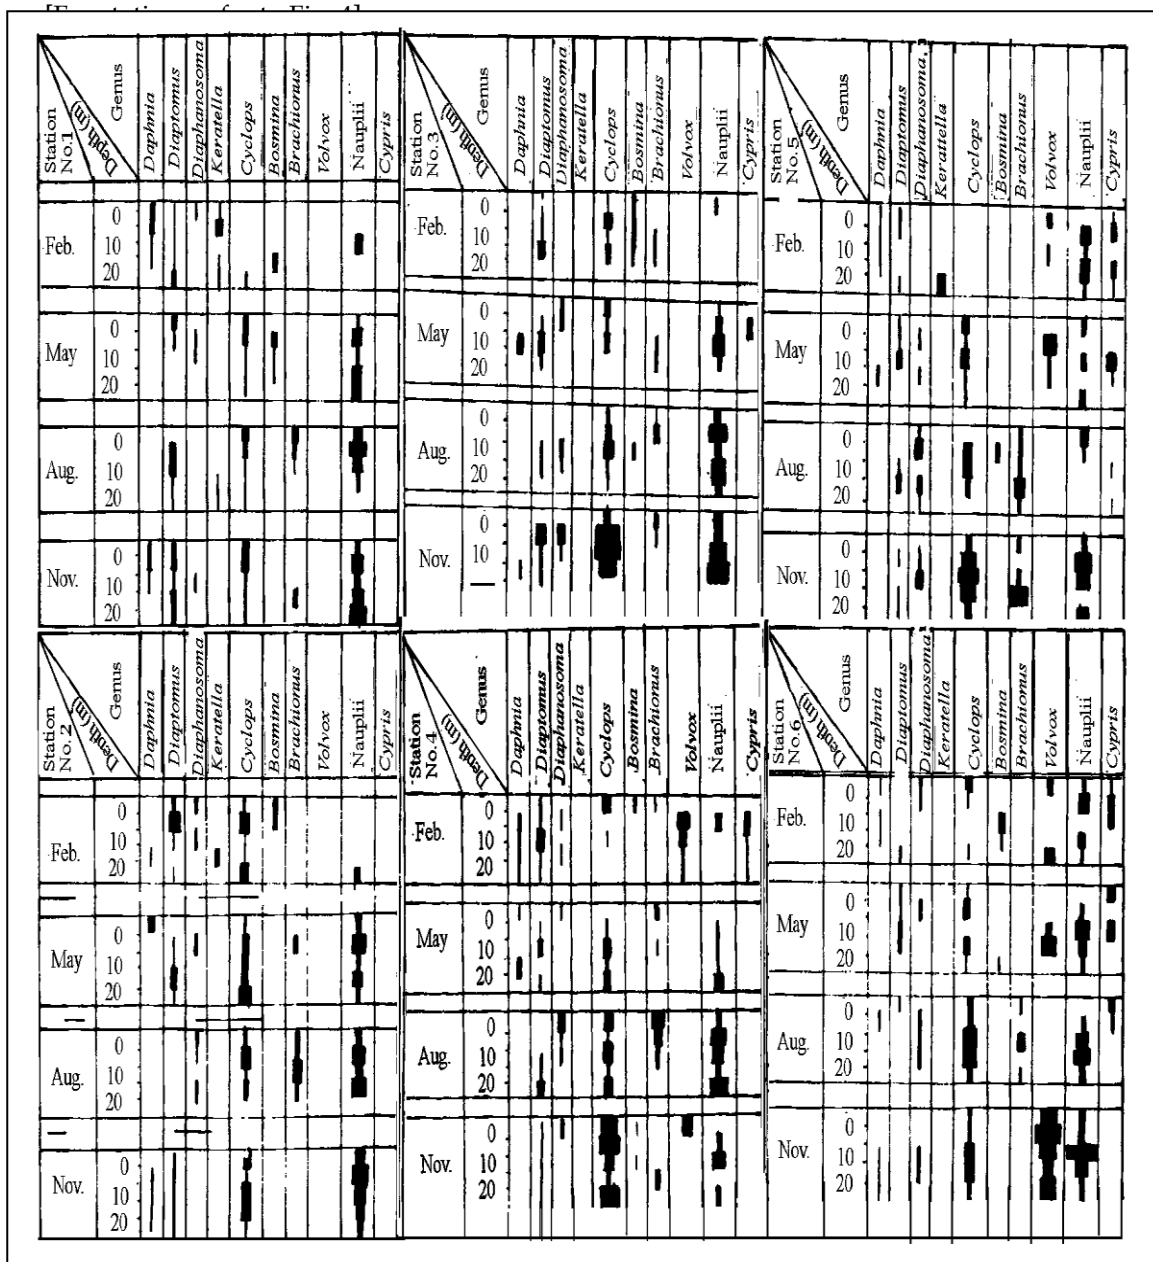 Station No.1
Depth (m)
Genus
Daphnia
Diaptomus
Diaphanosoma
Keratella
Cyclops
Bosmina
Brachionus
Volvox
Nauplii
Cypris
Feb. 0 10 20
May 0 10 20
Aug. 0 10 20
Nov. 0 10 20
Station No.3
Depth (m)
Genus
Daphnia
Diaptonus
Diaphanosoma
Keratella
Cyclops
Bosmina
Brachionus
Volvox
Nauplii
Cypris
Feb. 0 10 20
May 0 10 20
Aug. 0 10 20
Nov. 0 10
Station No.5
Depth (m)
Genus
Daphnia
Diaptomus
Diaphanosoma
Kerattella
Cyclops
Bosmina
Brachionus
Volvox
Nauplii
Cypris
Feb. 0 10 20
May 0 10 20
Aug. 0 10 20
Nov. 0 10 20
Station No.2
Depth (m)
Genus
Daphnia
Diaptomus
Diaphanosoma
Keratella
Cyclops
Bosmina
Brachionus
Volvox
Nauplii
Cypris
Feb. 0 10 20
May 0 10 20
Aug. 0 10 20
Nov. 0 10 20
Station No.4
Depth (m)
Genus
Daphnia
Diaptomus
Diaphanosoma
Keratella
Cyclops
Bosmina
Brachionus
Volvox
Nauplii
Cypris
Feb. 0 10 20
May 0 10 20
Aug. 0 10 20
Nov. 0 10 20
Station No.6
Depth (m)
Genus
Daphnia
Diaptomus
Diaphanosoma
Keratella
Cyclops
Bosmina
Brachionus
Volvox
Nauplii
Cypris
Feb. 0 10 20
May 0 10 20
Aug. 0 10 20
Nov. 0 10 20